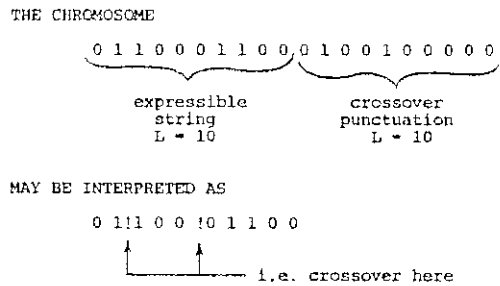 THE CHROMOSOME
0 1 1 0 0 0 1 1 0 0 0 1 0 0 1 0 0 0 0 0
expressible crossover
string punctuation
L = 10 L = 10
MAY BE INTERPRETED AS
0 1!1 0 0 !0 1 1 0 0
i.e. crossover here